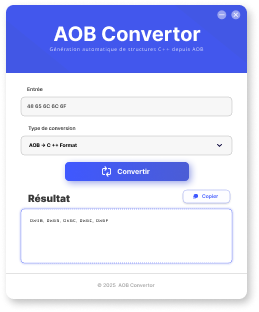 AOB Convertor
Génération automatique de structures C++ depuis AOB
Entrée
48 65 6C 6C 6F
Type de conversion
AOB → C ++ Format
Convertir
Résultat
Copier
0x48, 0x65, 0x6C, 0x6C, 0x6F
© 2025 AOB Convertor